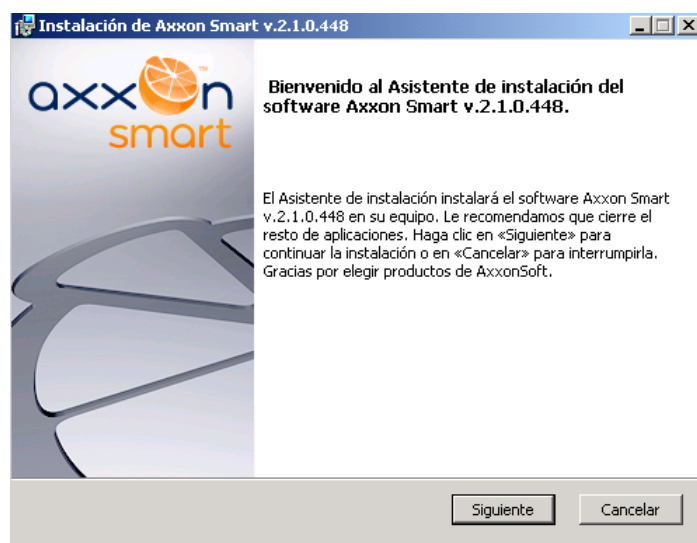 Instalación de Axxon Smart v.2.1.0.448
axxon™
smart
Bienvenido al Asistente de instalación del
software Axxon Smart v.2.1.0.448.
El Asistente de instalación instalará el software Axxon Smart
v.2.1.0.448 en su equipo. Le recomendamos que cierre el
resto de aplicaciones. Haga clic en «Siguiente» para
continuar la instalación o en «Cancelar» para interrumpirla.
Gracias por elegir productos de AxxonSoft.
Siguiente
Cancelar